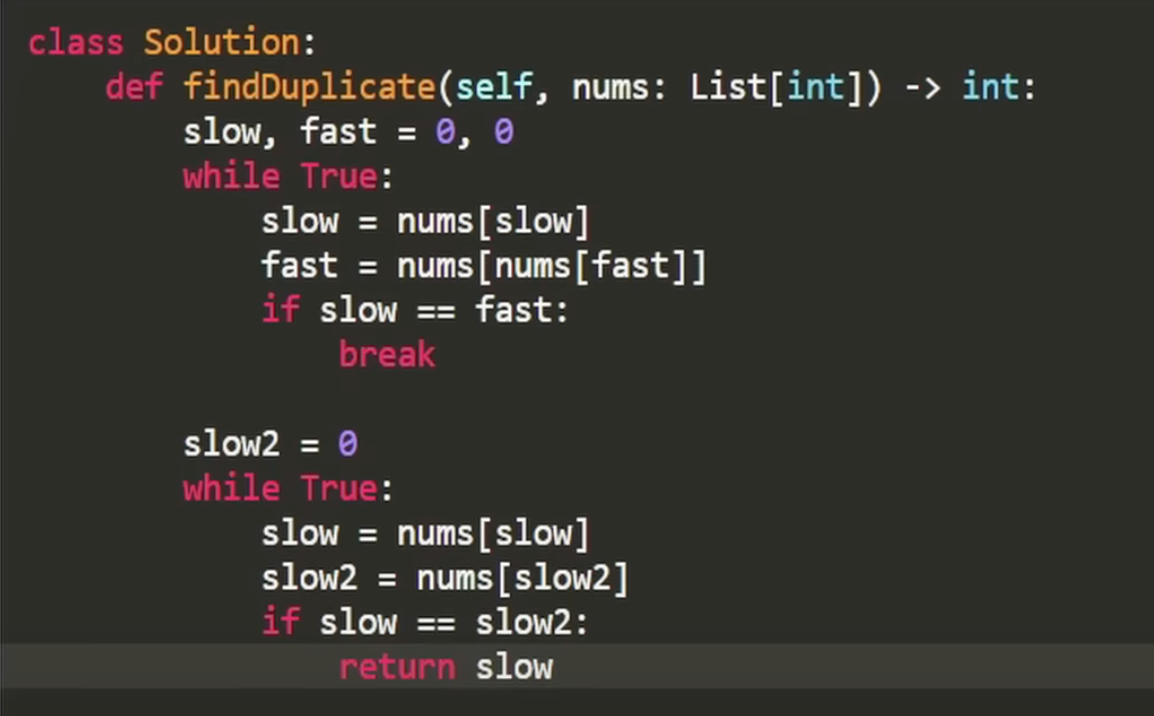 class Solution:
    def findDuplicate(self, nums: List[int]) -> int:
        slow, fast = 0, 0
        while True:
            slow = nums[slow]
            fast = nums[nums[fast]]
            if slow == fast:
                break

        slow2 = 0
        while True:
            slow = nums[slow]
            slow2 = nums[slow2]
            if slow == slow2:
                return slow